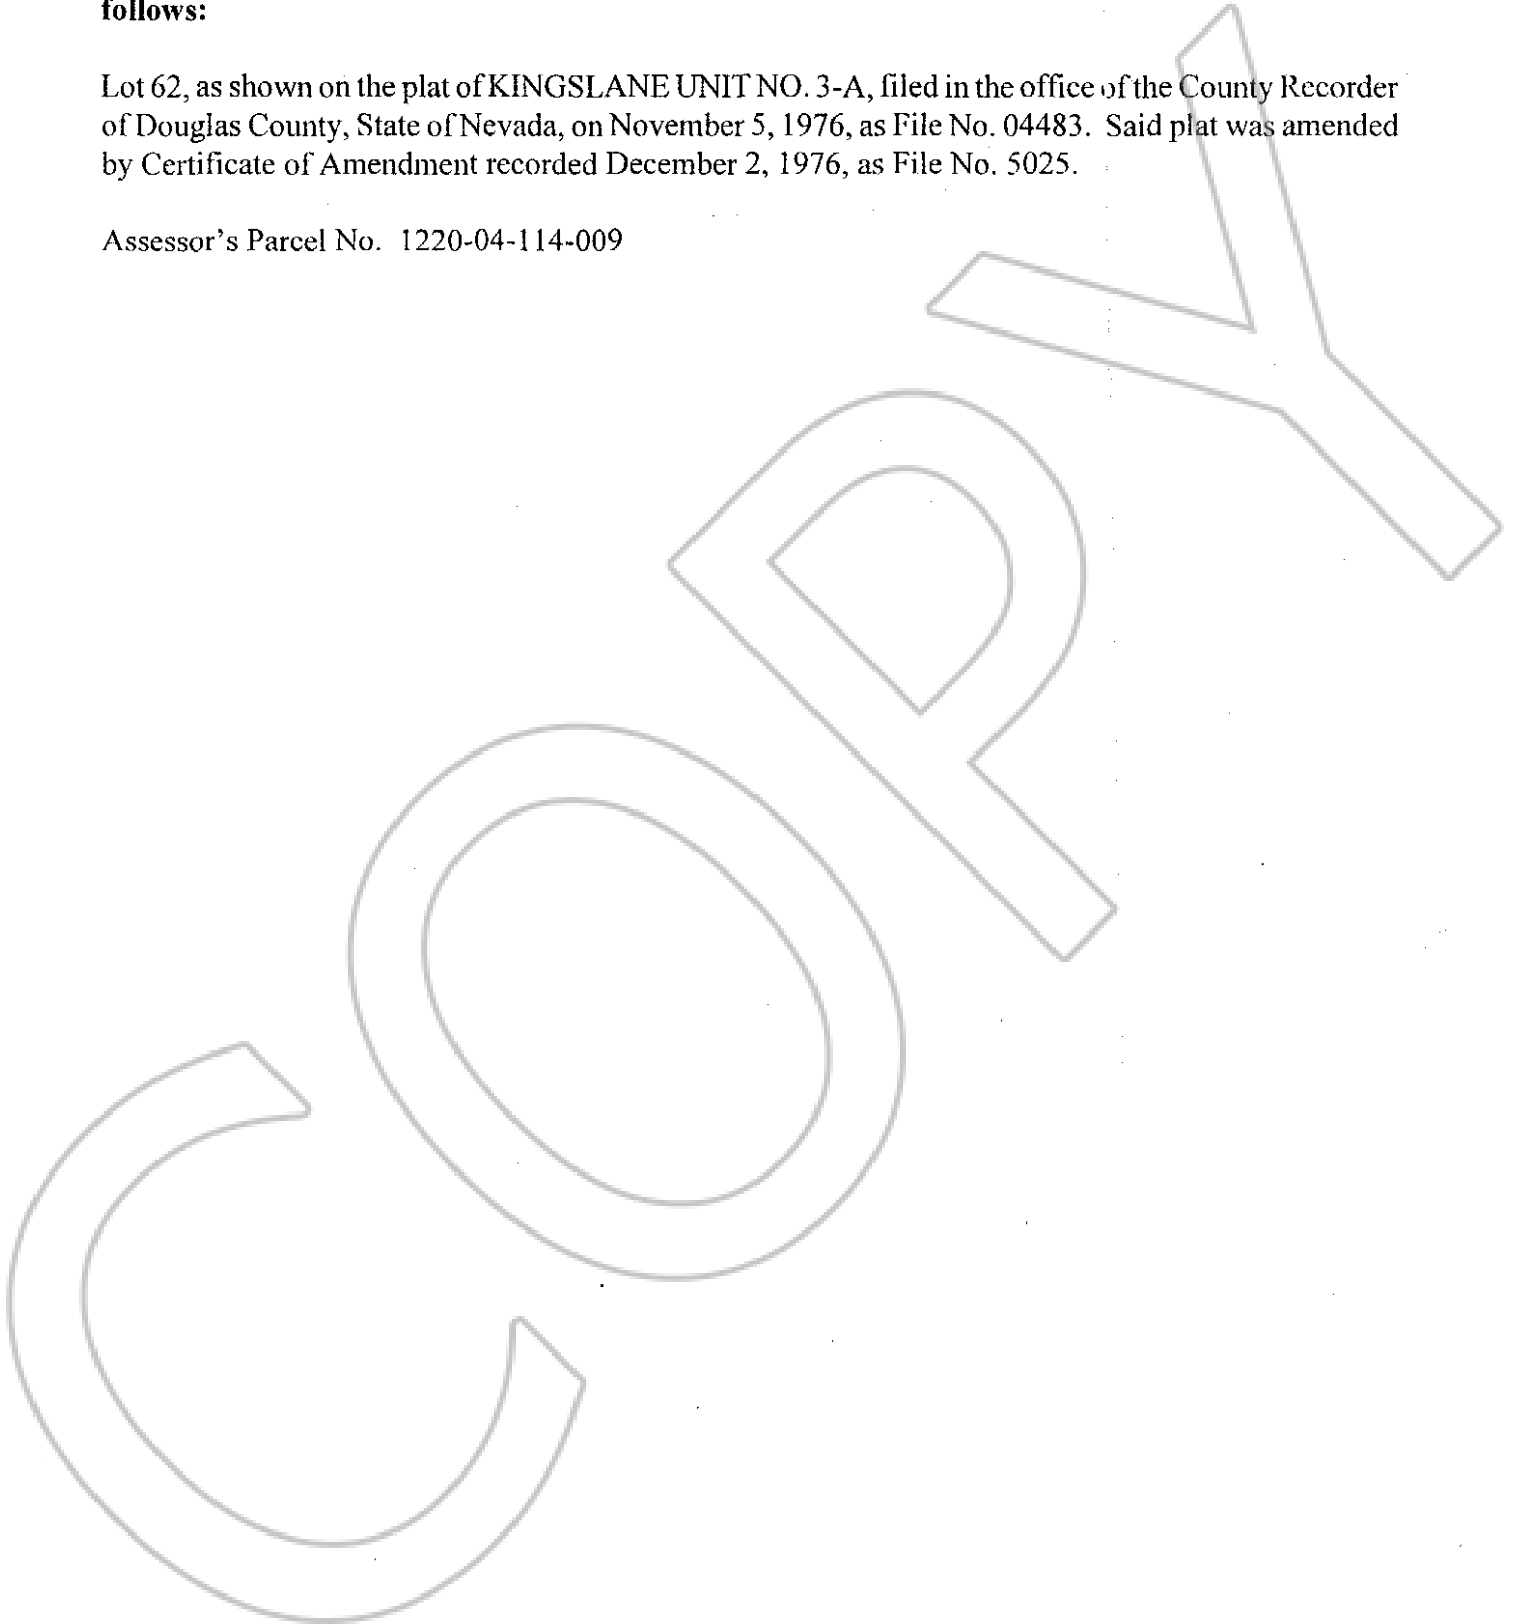 follows:
Lot 62, as shown on the plat of KINGSLANE UNIT NO. 3-A, filed in the office of the County Recorder
of Douglas County, State of Nevada, on November 5, 1976, as File No. 04483. Said plat was amended
by Certificate of Amendment recorded December 2, 1976, as File No. 5025.
Assessor's Parcel No. 1220-04-114-009
COPY